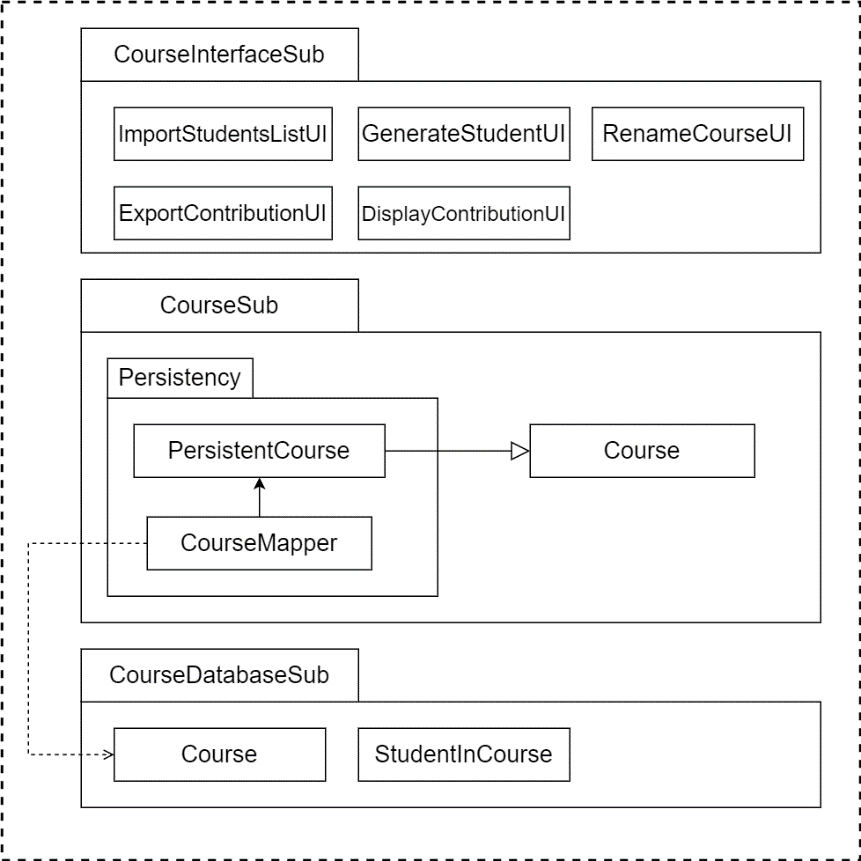 CourseInterfaceSub
ImportStudentsListUI
GenerateStudentUI
RenameCourseUI
ExportContributionUI
DisplayContributionUI
CourseSub
Persistency
PersistentCourse
Course
CourseMapper
CourseDatabaseSub
Course
StudentInCourse